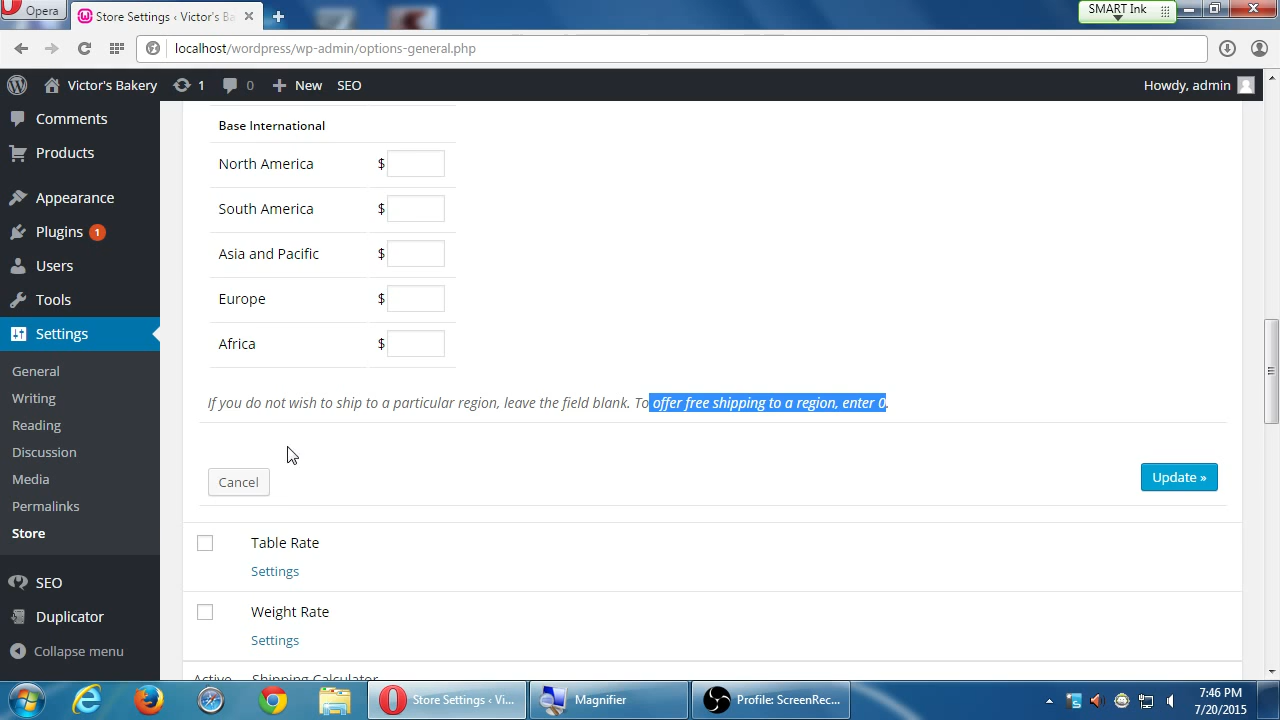 Opera
Store Settings ‹ Victor's Ba
SMART Ink
localhost/wordpress/wp-admin/options-general.php
Victor's Bakery
1
0
New
SEO
Howdy, admin
Comments
Products
Appearance
Plugins 1
Users
Tools
Settings
General
Writing
Reading
Discussion
Media
Permalinks
Store
SEO
Duplicator
Collapse menu
Base International
North America $
South America $
Asia and Pacific $
Europe $
Africa $
If you do not wish to ship to a particular region, leave the field blank. To offer free shipping to a region, enter 0.
Cancel
Update »
Table Rate
Settings
Weight Rate
Settings
Active Shipping Calculator
Store Settings ‹ Vi...
Magnifier
Profile: ScreenRec...
7:46 PM
7/20/2015